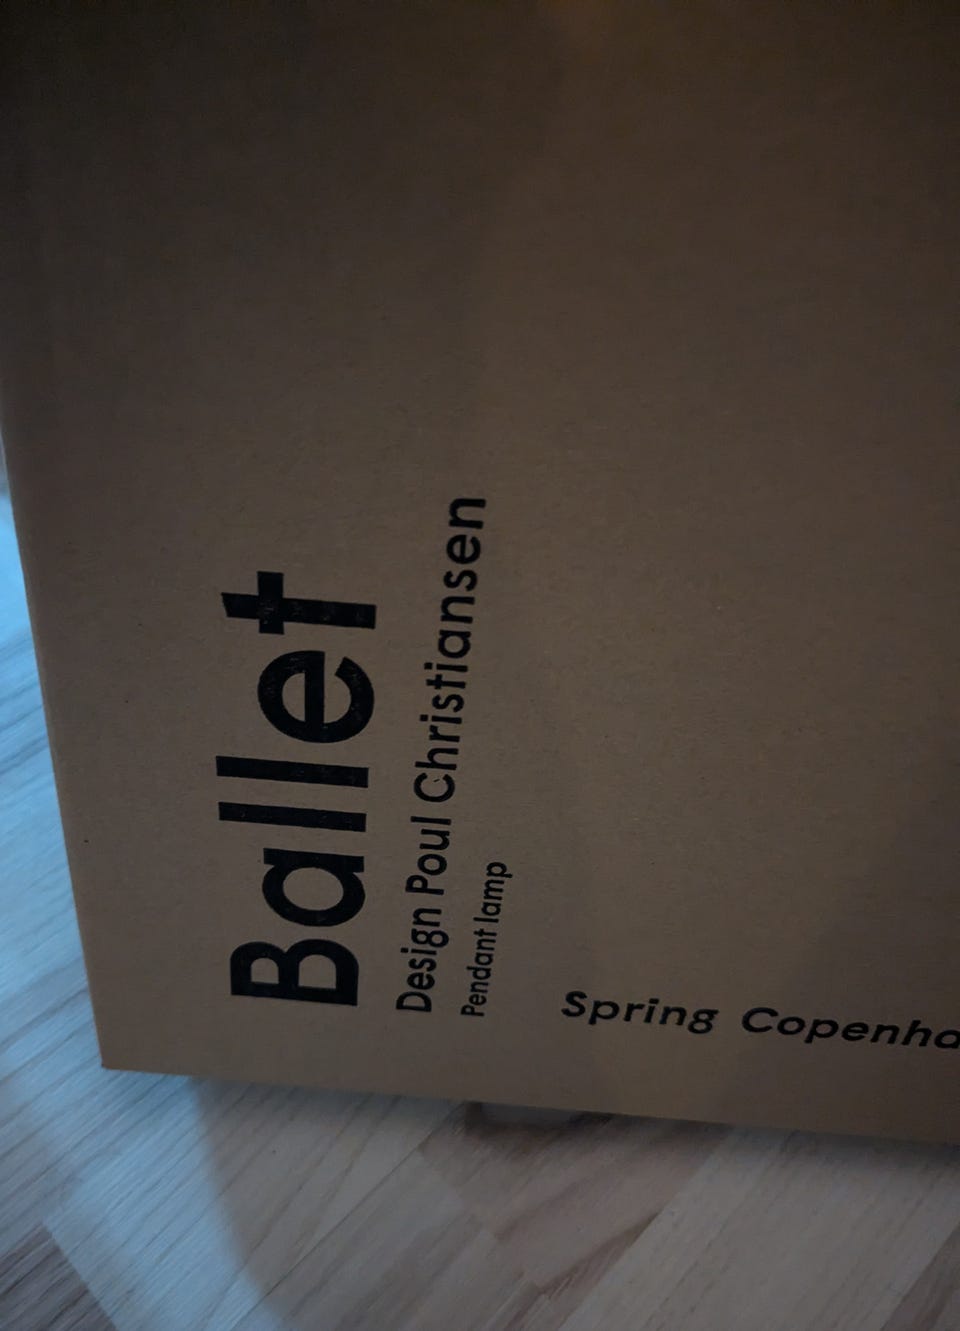 Ballet
Design Poul Christiansen
Pendant lamp
Spring